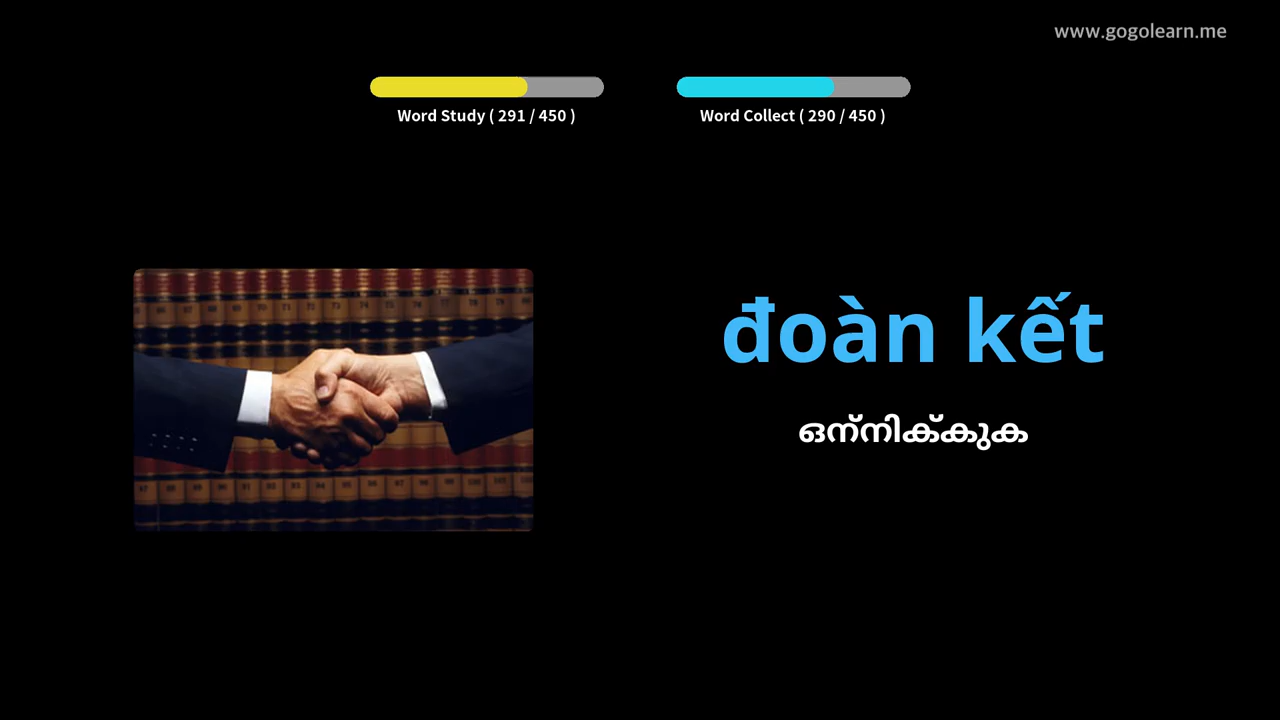 www.gogolearn.me
Word Study ( 291 / 450 )
Word Collect ( 290 / 450 )
đoàn kết
ഒന്നിക്കുക